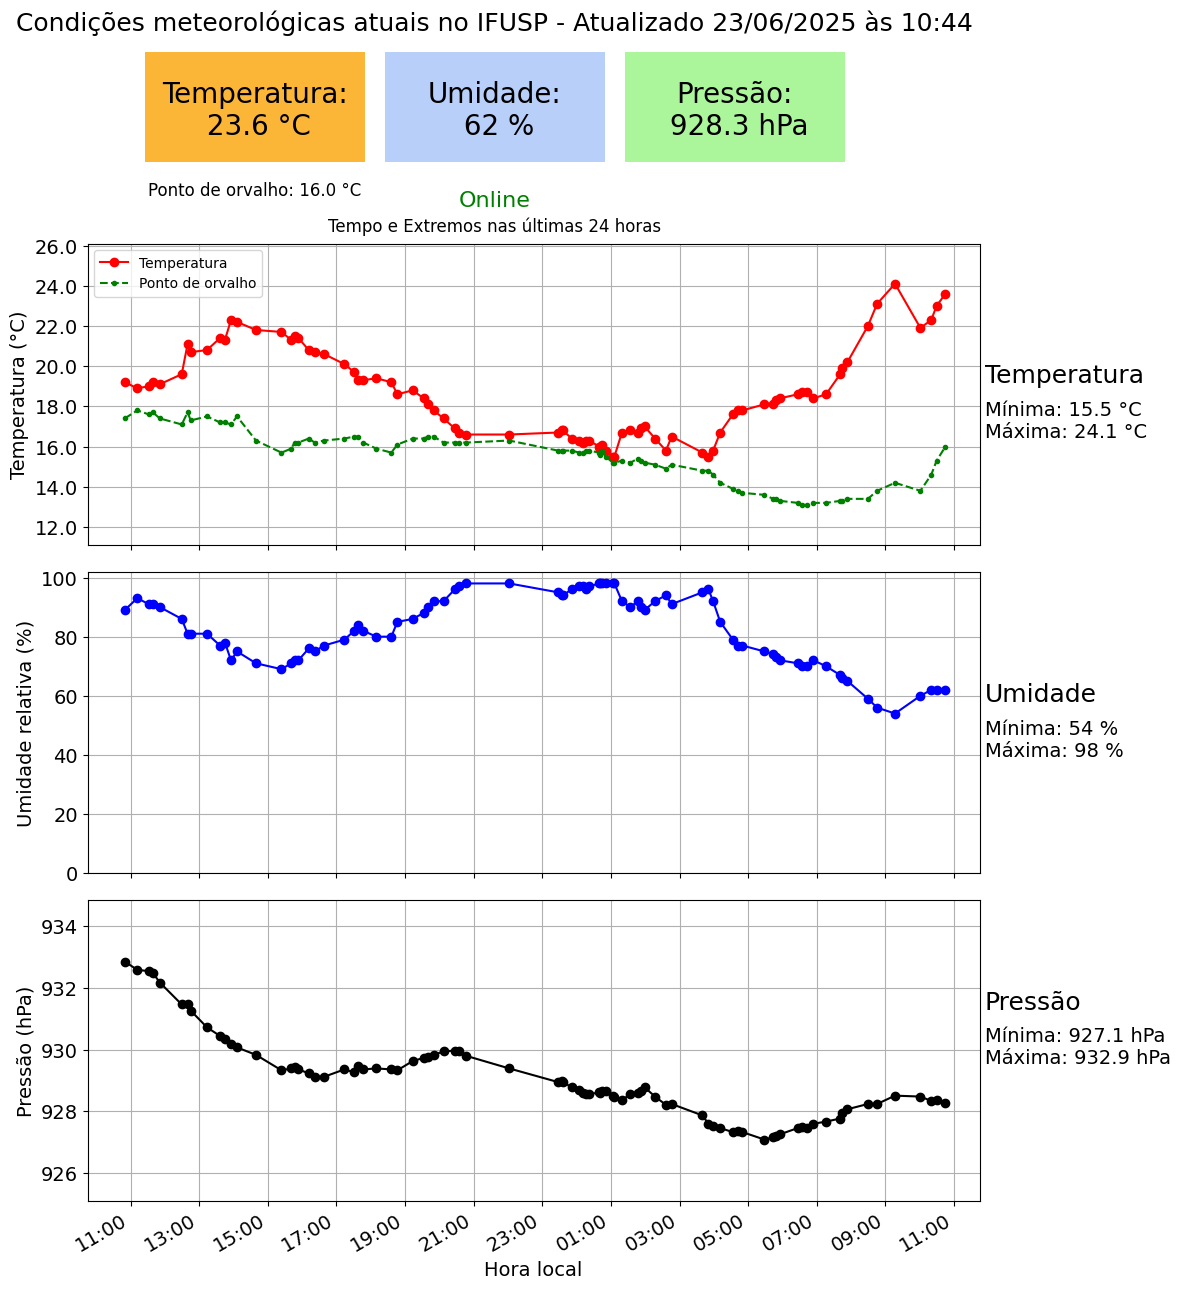 Condições meteorológicas atuais no IFUSP - Atualizado 23/06/2025 às 10:44
Temperatura:
23.6 °C
Umidade:
62 %
Pressão:
928.3 hPa
Ponto de orvalho: 16.0 °C
Online
Tempo e Extremos nas últimas 24 horas
Temperatura (°C)
26.0
24.0
22.0
20.0
18.0
16.0
14.0
12.0
Temperatura
Ponto de orvalho
Temperatura
Mínima: 15.5 °C
Máxima: 24.1 °C
Umidade relativa (%)
100
80
60
40
20
0
Umidade
Mínima: 54 %
Máxima: 98 %
Pressão (hPa)
934
932
930
928
926
Pressão
Mínima: 927.1 hPa
Máxima: 932.9 hPa
11:00
13:00
15:00
17:00
19:00
21:00
23:00
01:00
03:00
05:00
07:00
09:00
11:00
Hora local